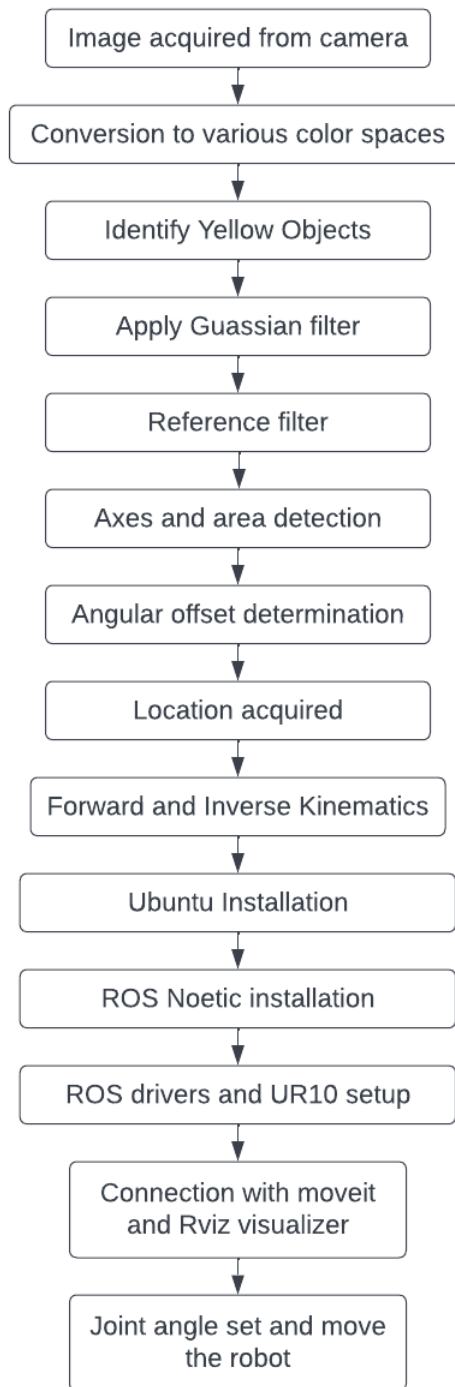 Image acquired from camera
Conversion to various color spaces
Identify Yellow Objects
Apply Guassian filter
Reference filter
Axes and area detection
Angular offset determination
Location acquired
Forward and Inverse Kinematics
Ubuntu Installation
ROS Noetic installation
ROS drivers and UR10 setup
Connection with moveit
and Rviz visualizer
Joint angle set and move
the robot